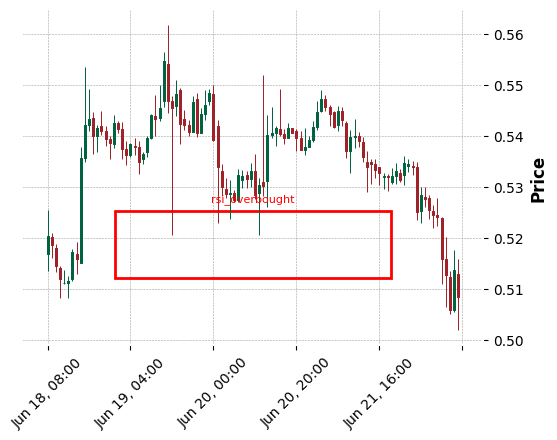 0.56
0.55
0.54
0.53
0.52
0.51
0.50
Price
rsi_overbought
Jun 18, 08:00
Jun 19, 04:00
Jun 20, 00:00
Jun 20, 20:00
Jun 21, 16:00